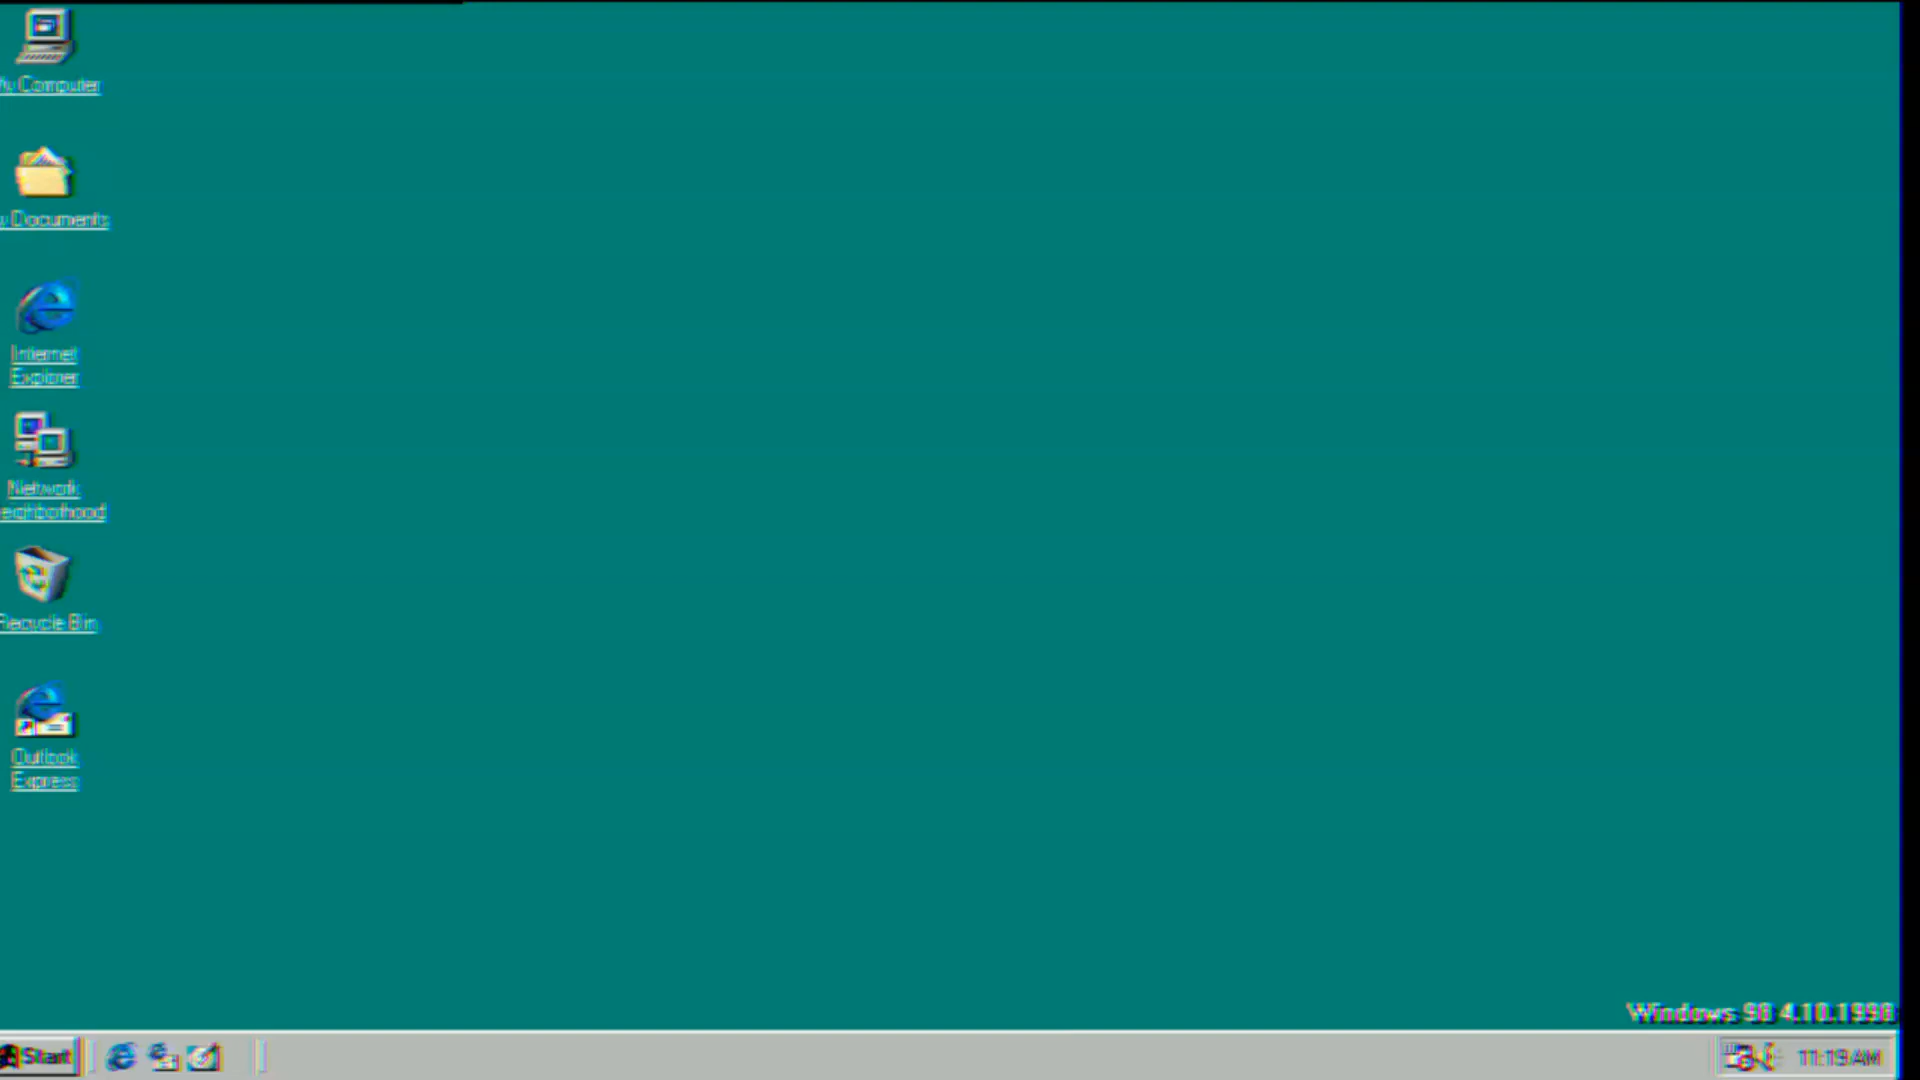 My Computer
My Documents
Internet
Explorer
Network
Neighborhood
Recycle Bin
Outlook
Express
Windows 98 4.10.1998
Start
11:19 AM